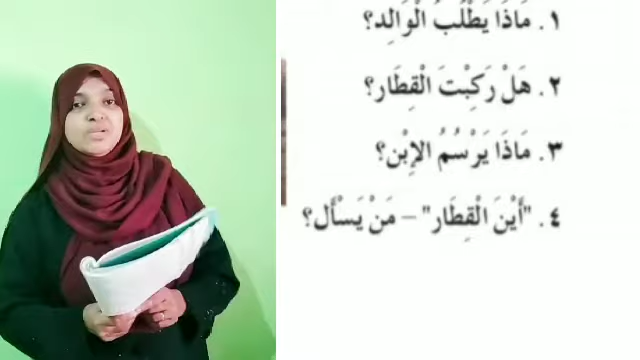 ١. مَاذَا يَطْلُبُ الْوَالِد؟
٢. هَلْ رَكِبْتَ الْقِطَار؟
٣. مَاذَا يَرْسُمُ الاِبْن؟
٤. "أَيْنَ الْقِطَار" – مَنْ يَسْأَل؟